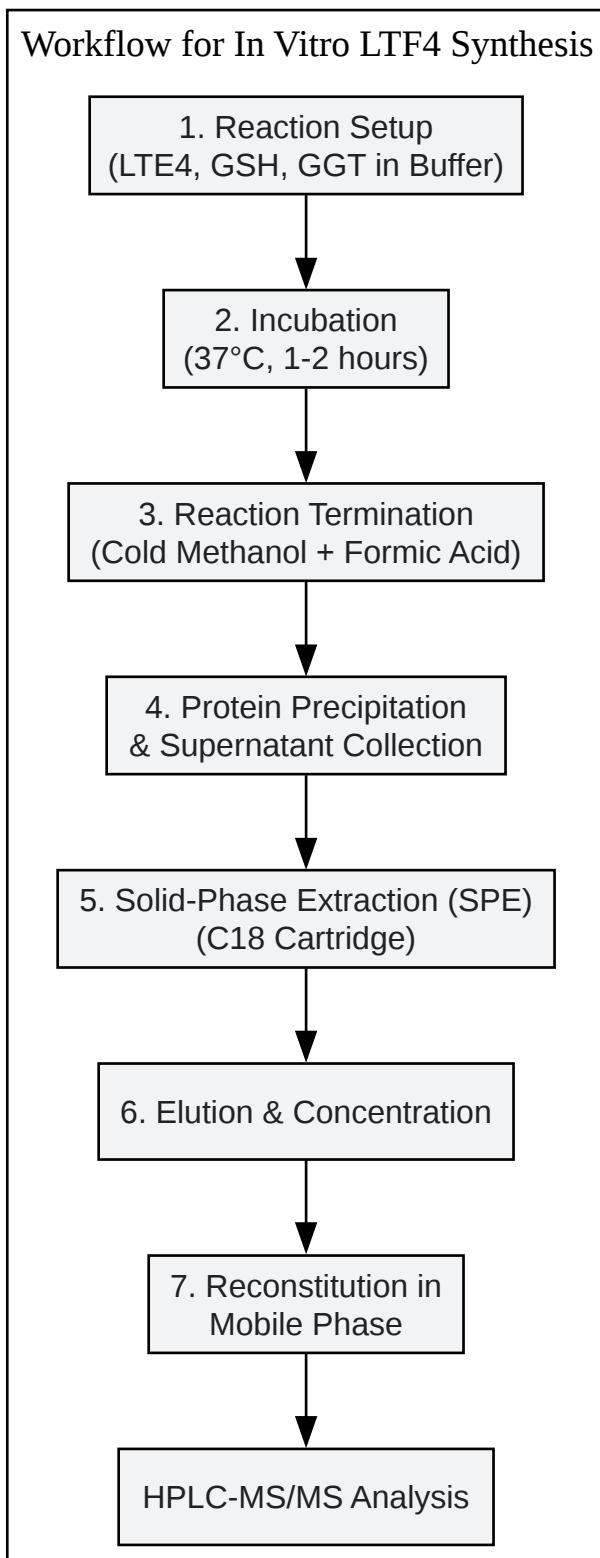 Workflow for In Vitro LTF4 Synthesis
1. Reaction Setup
(LTE4, GSH, GGT in Buffer)
2. Incubation
(37°C, 1-2 hours)
3. Reaction Termination
(Cold Methanol + Formic Acid)
4. Protein Precipitation
& Supernatant Collection
5. Solid-Phase Extraction (SPE)
(C18 Cartridge)
6. Elution & Concentration
7. Reconstitution in
Mobile Phase
HPLC-MS/MS Analysis